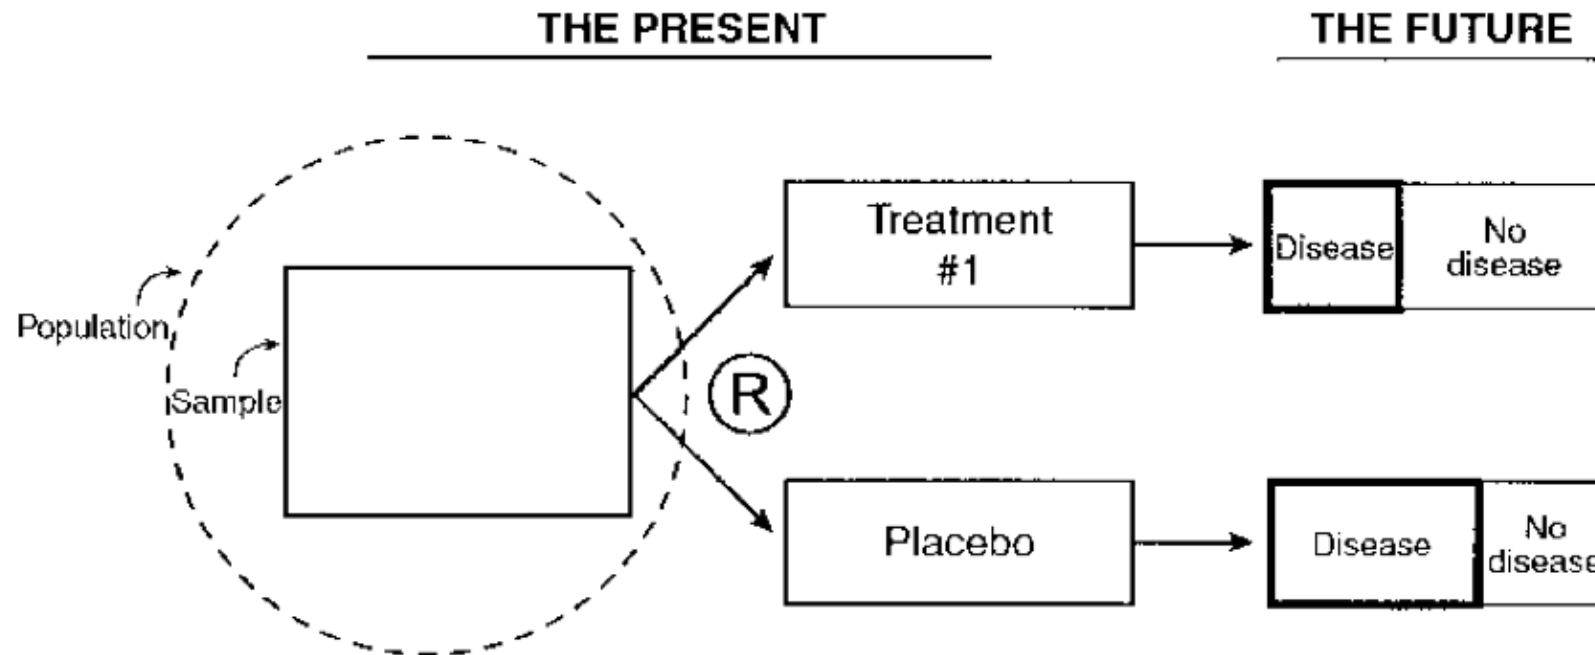 THE PRESENT
THE FUTURE
Population
Sample
R
Treatment
#1
Disease
No
disease
Placebo
Disease
No
disease